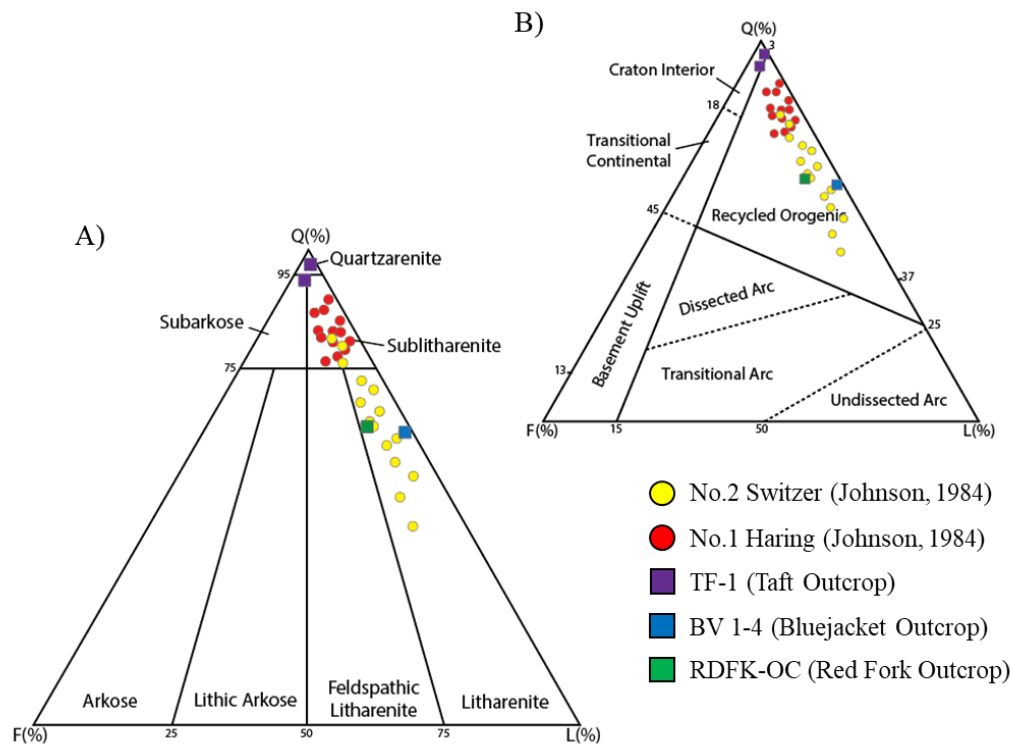 A)
Q(%)
Quartzarenite
95
Subarkose
Sublitharenite
75
Arkose
Lithic Arkose
Feldspathic
Litharenite
Litharenite
F(%)
25
50
75
L(%)
B)
Q(%)
3
Craton Interior
18
Transitional
Continental
45
Recycled Orogenic
37
Dissected Arc
Basement Uplift
25
13
Transitional Arc
Undissected Arc
F(%)
15
50
L(%)
No.2 Switzer (Johnson, 1984)
No.1 Haring (Johnson, 1984)
TF-1 (Taft Outcrop)
BV 1-4 (Bluejacket Outcrop)
RDFK-OC (Red Fork Outcrop)